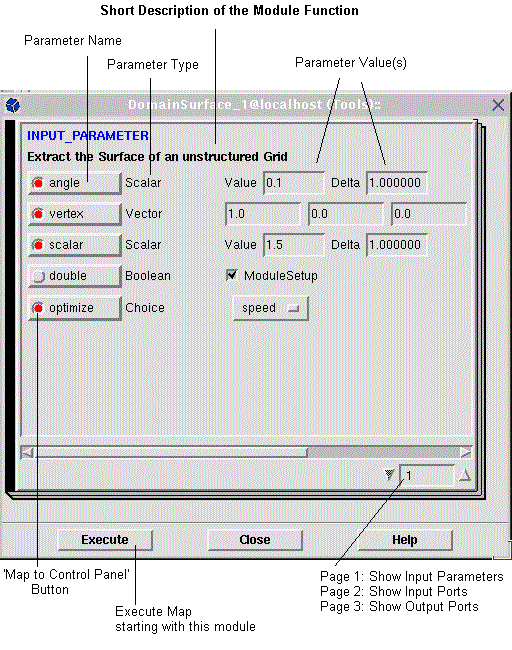 Short Description of the Module Function
Parameter Name
Parameter Type
Parameter Value(s)
DomainSurface_1@localhost (Tools)::
INPUT_PARAMETER
Extract the Surface of an unstructured Grid
angle Scalar Value 0.1 Delta 1.000000
vertex Vector 1.0 0.0 0.0
scalar Scalar Value 1.5 Delta 1.000000
double Boolean ModuleSetup
optimize Choice speed
1
Execute Close Help
'Map to Control Panel'
Button
Execute Map
starting with this module
Page 1: Show Input Parameters
Page 2: Show Input Ports
Page 3: Show Output Ports